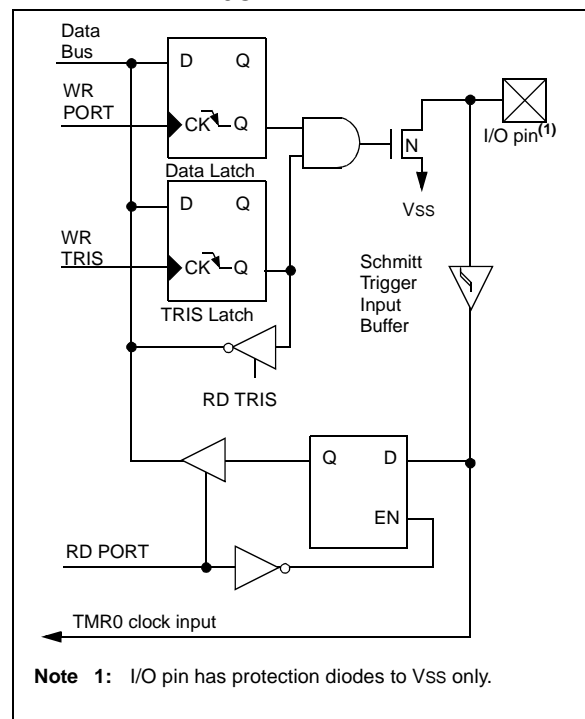 Data
Bus
D Q
WR
PORT
CK Q
Data Latch
N
I/O pin(1)
VSS
D Q
WR
TRIS
CK Q
TRIS Latch
Schmitt
Trigger
Input
Buffer
RD TRIS
Q D
EN
RD PORT
TMR0 clock input
Note 1: I/O pin has protection diodes to VSS only.